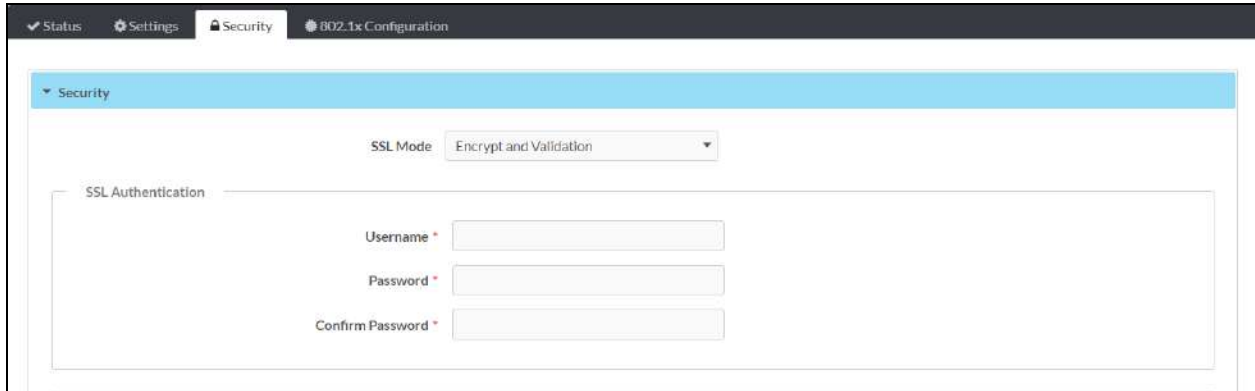 Status Settings Security 802.1x Configuration
Security
SSL Mode Encrypt and Validation
SSL Authentication
Username *
Password *
Confirm Password *